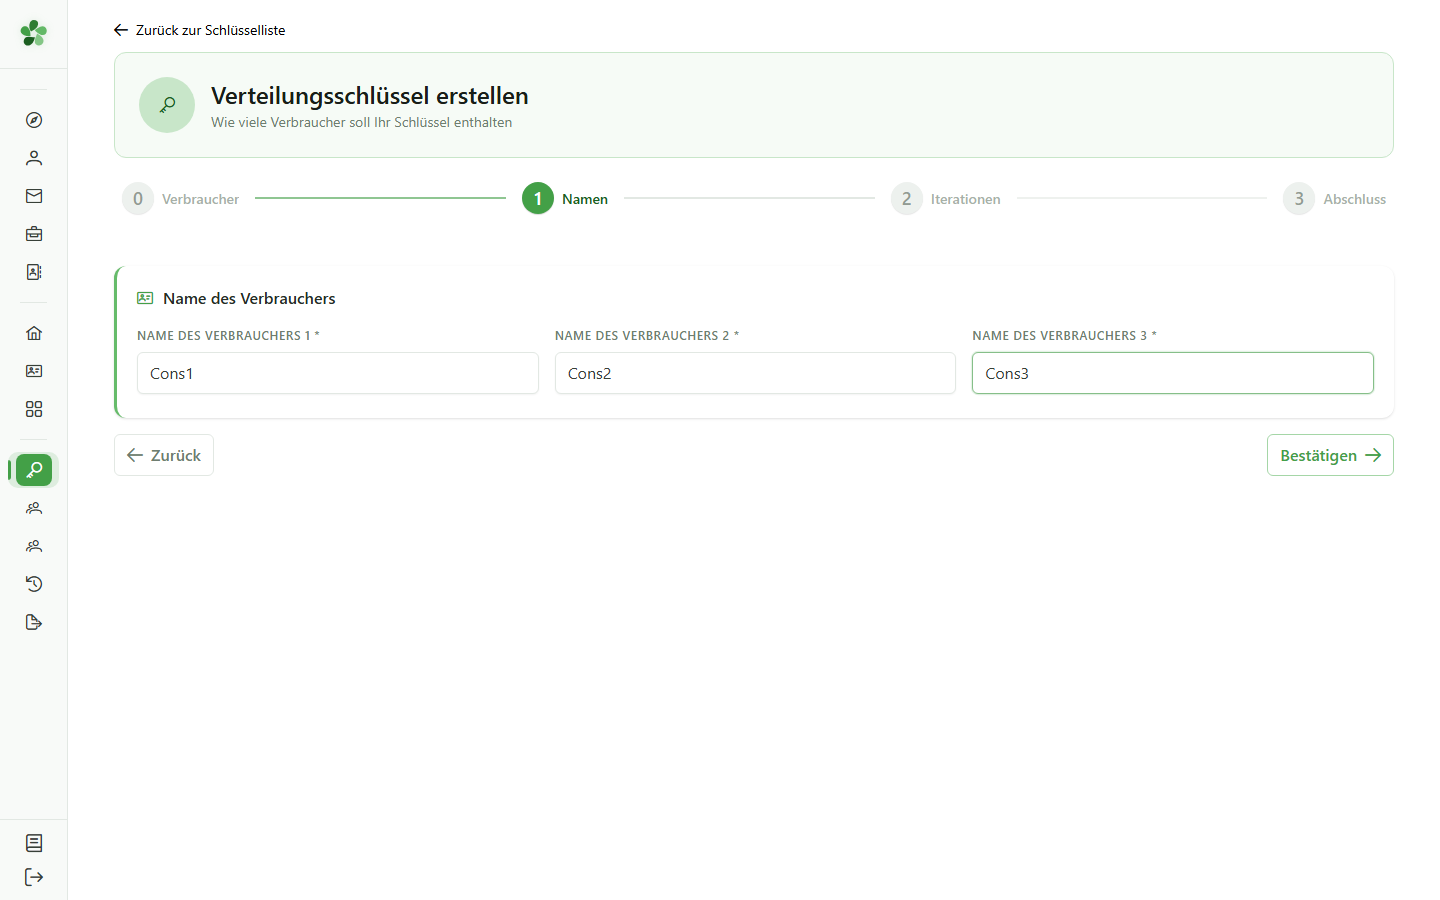 Zurück zur Schlüsselliste
Verteilungsschlüssel erstellen
Wie viele Verbraucher soll Ihr Schlüssel enthalten
0 Verbraucher
1 Namen
2 Iterationen
3 Abschluss
Name des Verbrauchers
NAME DES VERBRAUCHERS 1 *
NAME DES VERBRAUCHERS 2 *
NAME DES VERBRAUCHERS 3 *
Cons1
Cons2
Cons3
Zurück
Bestätigen